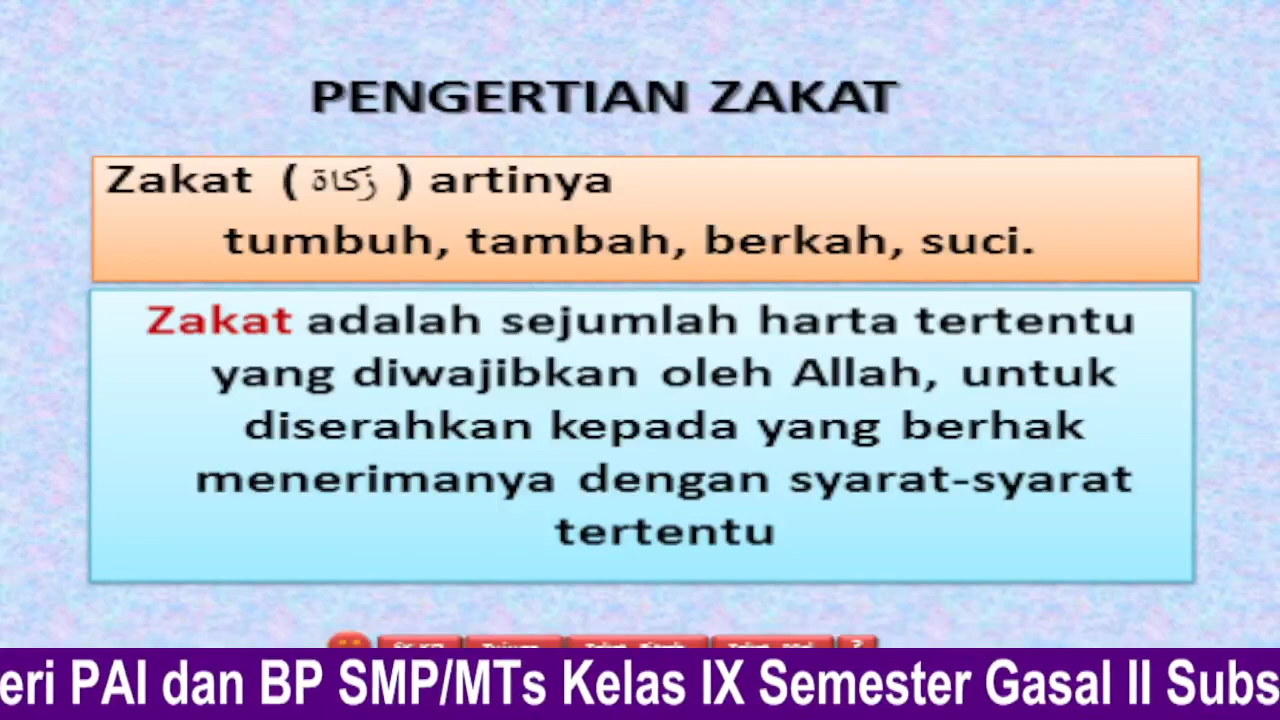 PENGERTIAN ZAKAT
Zakat ( زكاة ) artinya
tumbuh, tambah, berkah, suci.
Zakat adalah sejumlah harta tertentu
yang diwajibkan oleh Allah, untuk
diserahkan kepada yang berhak
menerimanya dengan syarat-syarat
tertentu
?
eri PAI dan BP SMP/MTs Kelas IX Semester Gasal II Subs